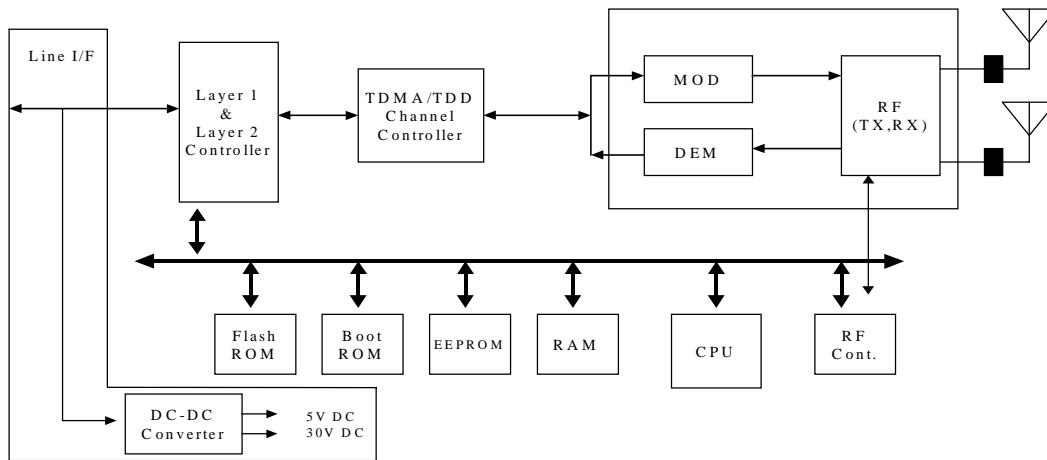 Line I/F
Layer 1
&
Layer 2
Controller
TDMA/TDD
Channel
Controller
MOD
DEM
RF
(TX,RX)
Flash
ROM
Boot
ROM
EEPROM
RAM
CPU
RF
Cont.
DC-DC
Converter
5V DC
30V DC